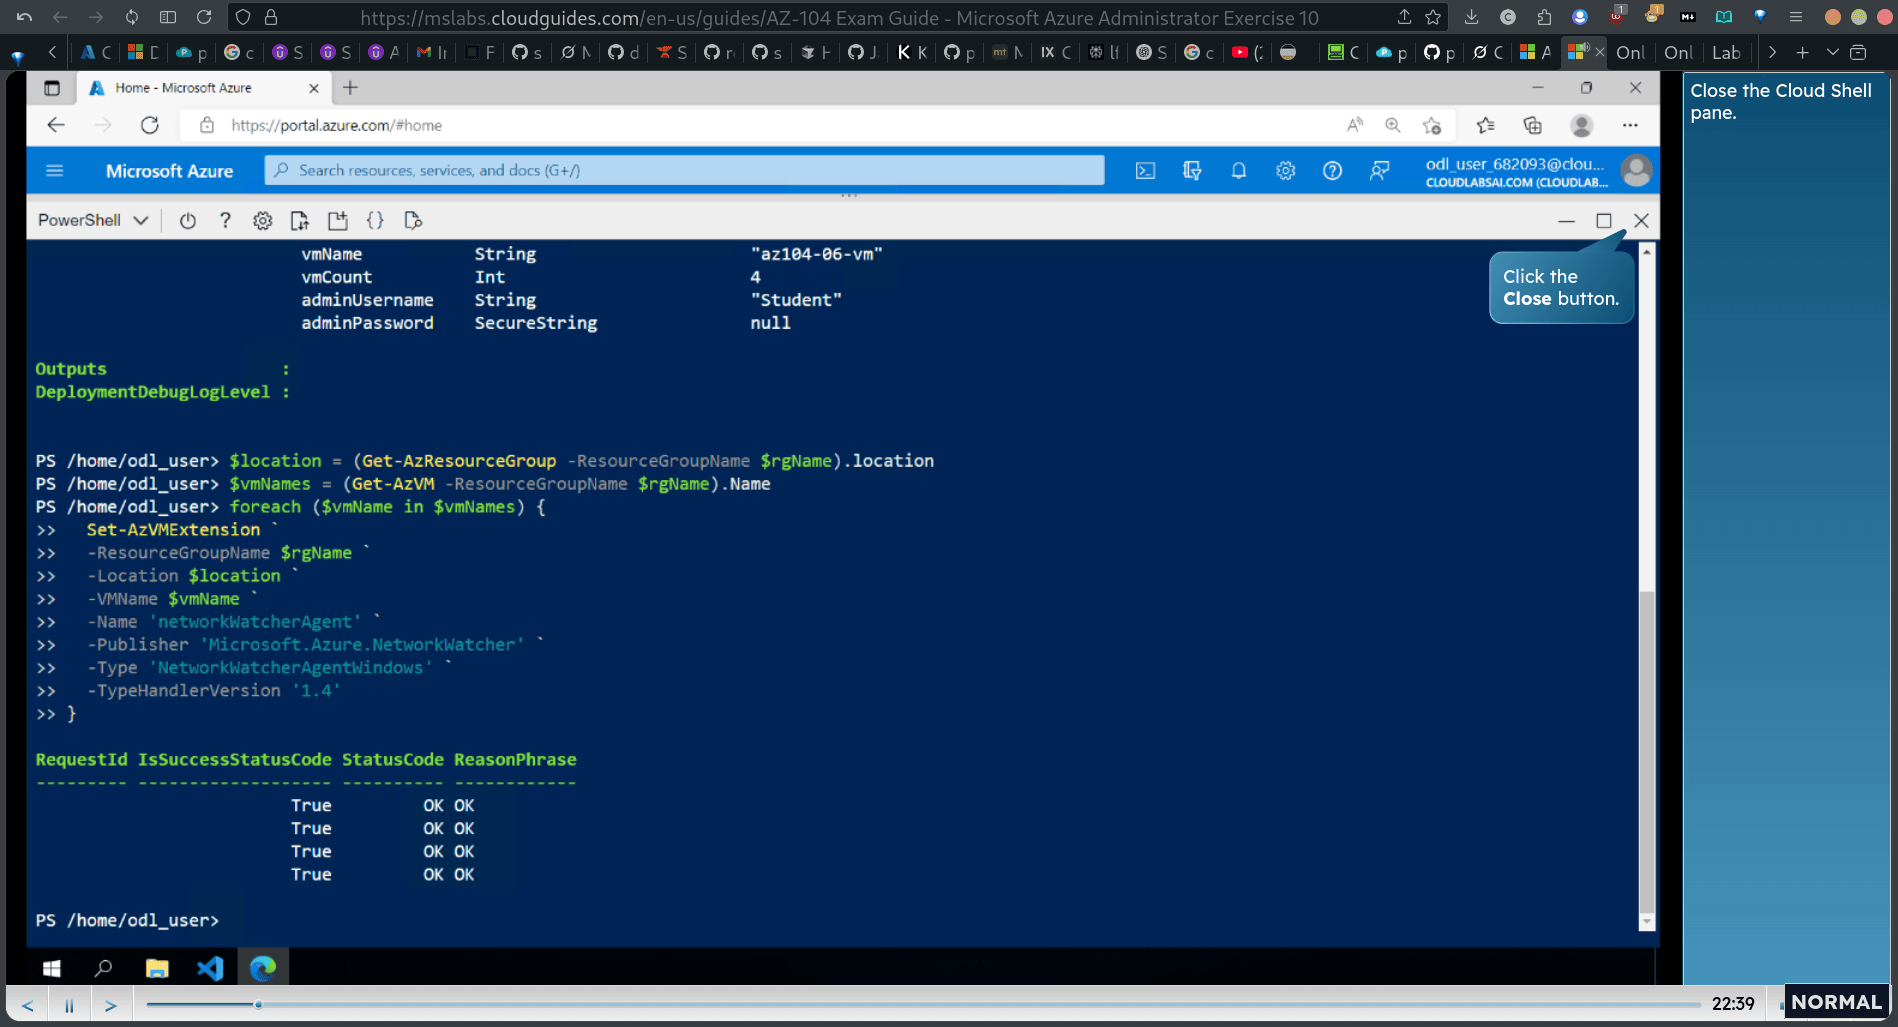 https://mslabs.cloudguides.com/en-us/guides/AZ-104 Exam Guide - Microsoft Azure Administrator Exercise 10
Onl
Onl
Lab
Home - Microsoft Azure
https://portal.azure.com/#home
Microsoft Azure
Search resources, services, and docs (G+/)
odl_user_682093@clou...
CLOUDLABSAI.COM (CLOUDLAB...
PowerShell
vmName String "az104-06-vm"
vmCount Int 4
adminUsername String "Student"
adminPassword SecureString null
Outputs :
DeploymentDebugLogLevel :
PS /home/odl_user> $location = (Get-AzResourceGroup -ResourceGroupName $rgName).location
PS /home/odl_user> $vmNames = (Get-AzVM -ResourceGroupName $rgName).Name
PS /home/odl_user> foreach ($vmName in $vmNames) {
>> Set-AzVMExtension `
>> -ResourceGroupName $rgName `
>> -Location $location `
>> -VMName $vmName `
>> -Name 'networkWatcherAgent' `
>> -Publisher 'Microsoft.Azure.NetworkWatcher' `
>> -Type 'NetworkWatcherAgentWindows' `
>> -TypeHandlerVersion '1.4'
>> }
RequestId IsSuccessStatusCode StatusCode ReasonPhrase
--------- ------------------- ---------- ------------
True OK OK
True OK OK
True OK OK
True OK OK
PS /home/odl_user>
Click the
Close button.
Close the Cloud Shell
pane.
22:39
NORMAL